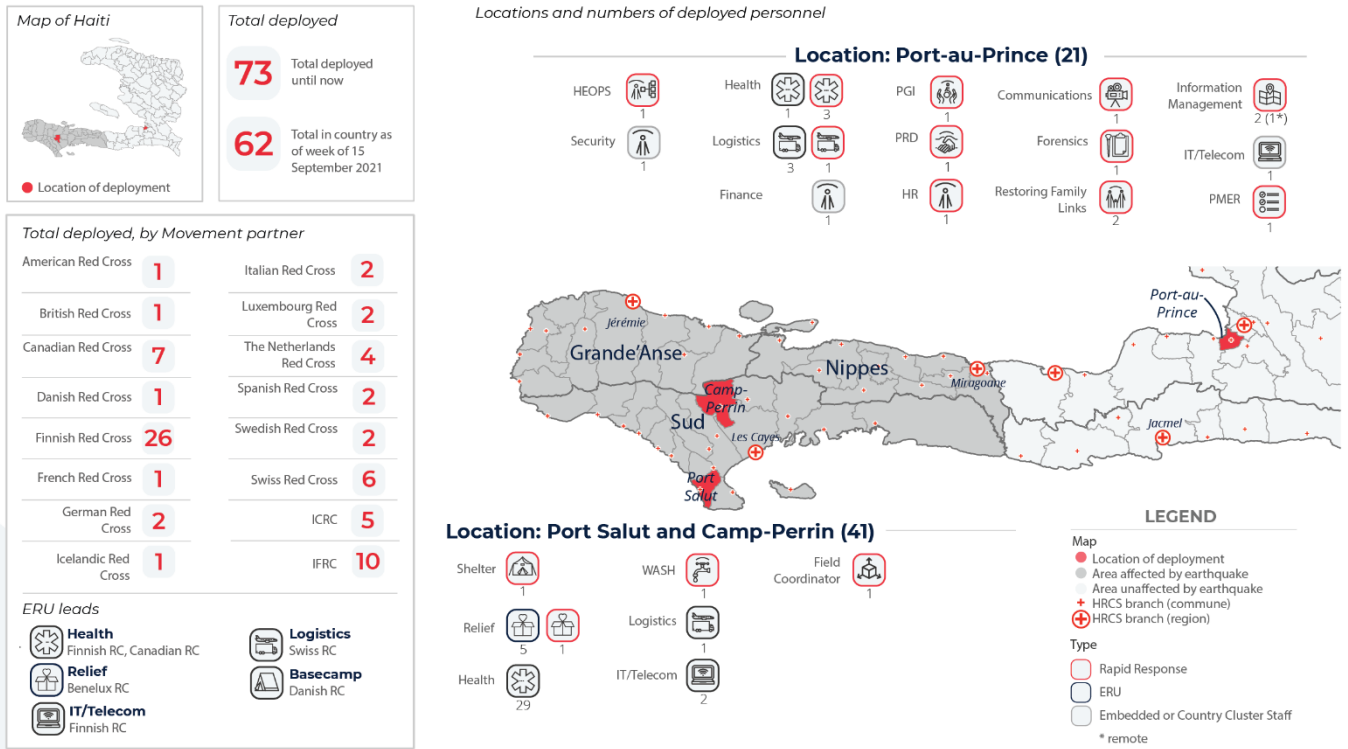 Map of Haiti
Location of deployment
Total deployed
73
Total deployed
until now
62
Total in country as
of week of 15
September 2021
Total deployed, by Movement partner
American Red Cross
1
Italian Red Cross
2
British Red Cross
1
Luxembourg Red
Cross
2
Canadian Red Cross
7
The Netherlands
Red Cross
4
Danish Red Cross
1
Spanish Red Cross
2
Finnish Red Cross
26
Swedish Red Cross
2
French Red Cross
1
Swiss Red Cross
6
German Red
Cross
2
ICRC
5
Icelandic Red
Cross
1
IFRC
10
ERU leads
Health
Finnish RC, Canadian RC
Relief
Benelux RC
IT/Telecom
Finnish RC
Logistics
Swiss RC
Basecamp
Danish RC
Locations and numbers of deployed personnel
Location: Port-au-Prince (21)
HEOPS
1
Security
1
Health
1
3
Logistics
3
1
Finance
1
PGI
1
PRD
1
HR
1
Communications
1
Forensics
1
Restoring Family
Links
2
Information
Management
2 (1*)
IT/Telecom
1
PMER
1
Port-au-
Prince
Jérémie
Grande'Anse
Nippes
Miragoane
Camp-
Perrin
Sud
Les Cayes
Jacmel
Port
Salut
Location: Port Salut and Camp-Perrin (41)
Shelter
1
Relief
5
1
Health
29
WASH
1
Logistics
1
IT/Telecom
2
Field
Coordinator
1
LEGEND
Map
Location of deployment
Area affected by earthquake
Area unaffected by earthquake
HRCS branch (commune)
HRCS branch (region)
Type
Rapid Response
ERU
Embedded or Country Cluster Staff
* remote